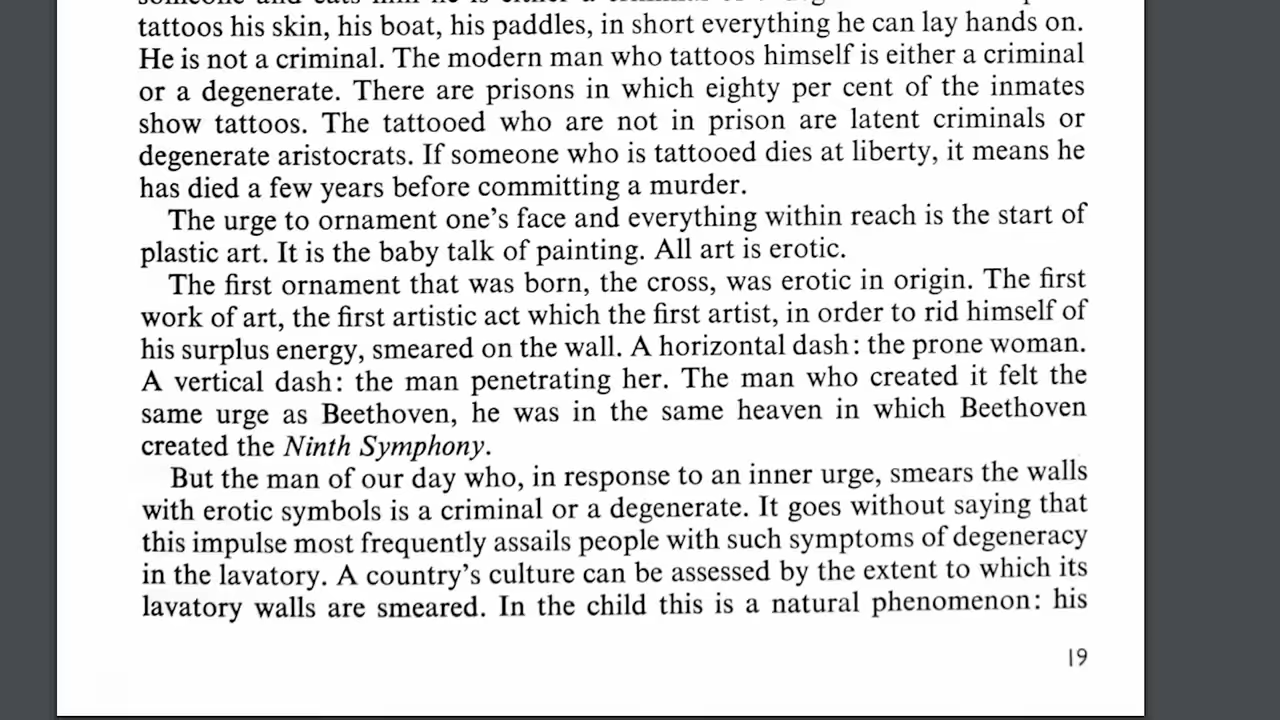 tattoos his skin, his boat, his paddles, in short everything he can lay hands on.
He is not a criminal. The modern man who tattoos himself is either a criminal
or a degenerate. There are prisons in which eighty per cent of the inmates
show tattoos. The tattooed who are not in prison are latent criminals or
degenerate aristocrats. If someone who is tattooed dies at liberty, it means he
has died a few years before committing a murder.
The urge to ornament one's face and everything within reach is the start of
plastic art. It is the baby talk of painting. All art is erotic.
The first ornament that was born, the cross, was erotic in origin. The first
work of art, the first artistic act which the first artist, in order to rid himself of
his surplus energy, smeared on the wall. A horizontal dash: the prone woman.
A vertical dash: the man penetrating her. The man who created it felt the
same urge as Beethoven, he was in the same heaven in which Beethoven
created the Ninth Symphony.
But the man of our day who, in response to an inner urge, smears the walls
with erotic symbols is a criminal or a degenerate. It goes without saying that
this impulse most frequently assails people with such symptoms of degeneracy
in the lavatory. A country's culture can be assessed by the extent to which its
lavatory walls are smeared. In the child this is a natural phenomenon: his
19